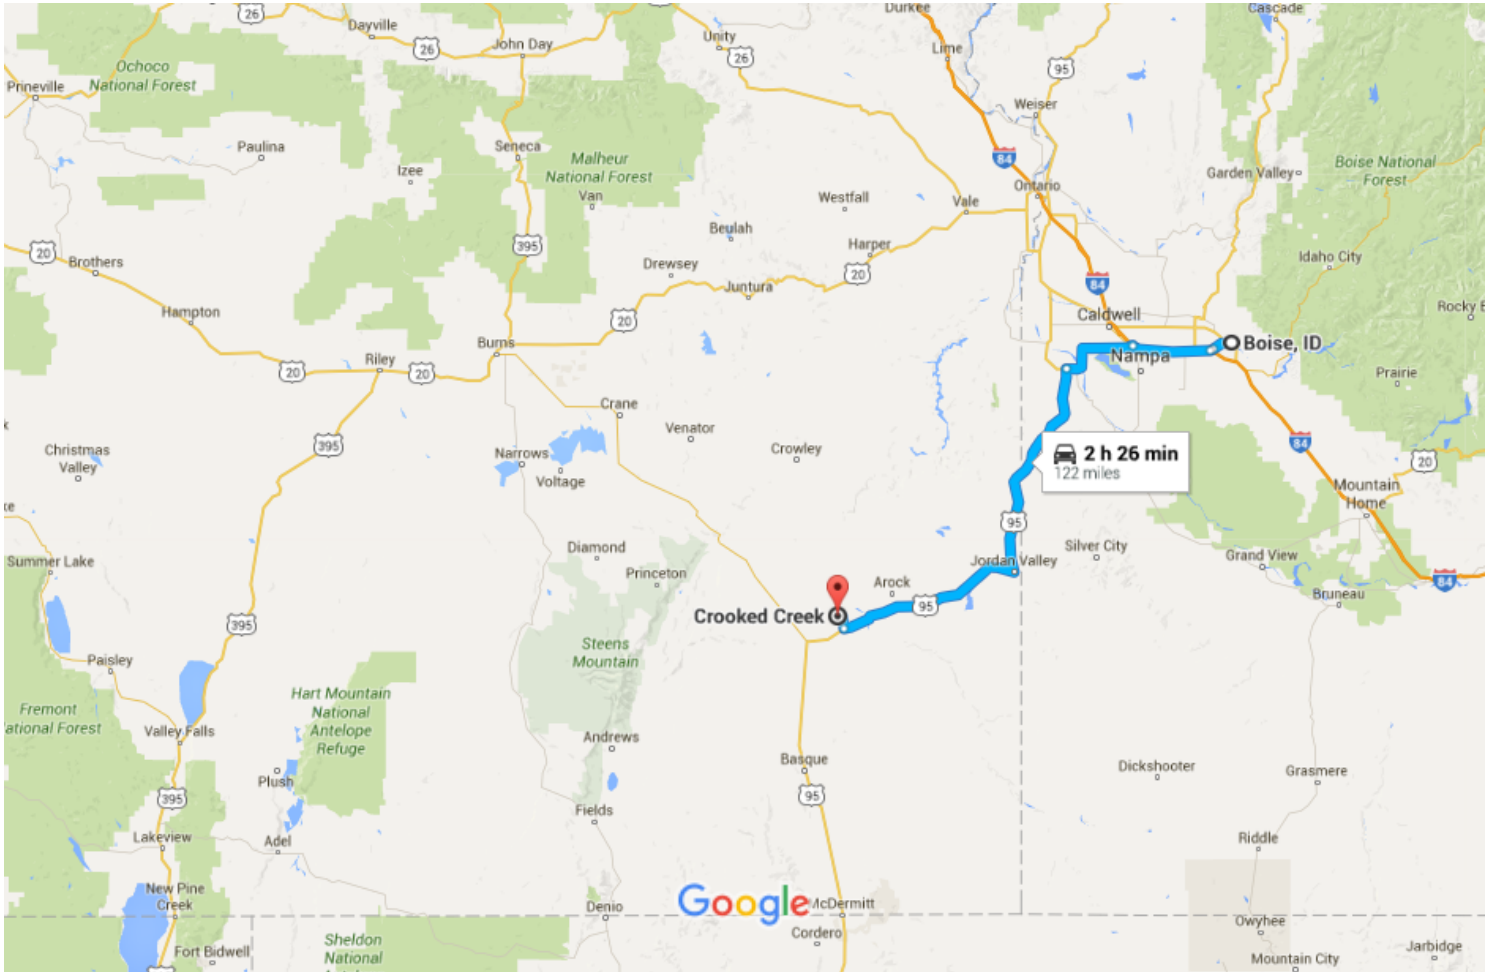 Durkee
Cascade
26
Dayville
26
John Day
Unity
26
Lime
95
Ochoco
National Forest
Prineville
Weiser
Paulina
Seneca
Izee
Malheur
National Forest
Van
84
Boise National
Forest
Garden Valley
Ontario
Westfall
Vale
Beulah
395
Harper
20
Brothers
Drewsey
20
Juntura
84
Idaho City
Hampton
20
Caldwell
Rocky
Burns
Riley
20
20
Nampa
Boise, ID
Prairie
Crane
Venator
395
Crowley
Christmas
Valley
Narrows
Voltage
2 h 26 min
122 miles
84
20
Mountain
Home
95
Summer Lake
Diamond
Princeton
Jordan Valley
Silver City
Grand View
84
Arock
95
Bruneau
Crooked Creek
395
Steens
Mountain
Paisley
Hart Mountain
National
Antelope
Refuge
Fremont
ational Forest
Valley Falls
Andrews
Basque
Dickshooter
Grasmere
Plush
395
95
Fields
Lakeview
Adel
Riddle
New Pine
Creek
Google
McDermitt
Denio
Cordero
Owyhee
Fort Bidwell
Sheldon
National
Mountain City
Jarbidge